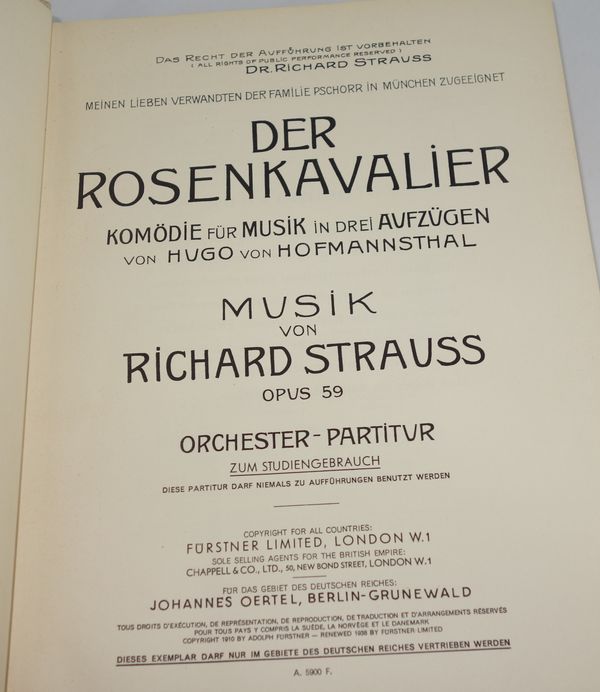 DAS RECHT DER AUFFÜHRUNG IST VORBEHALTEN
( ALL RIGHTS OF PUBLIC PERFORMANCE RESERVED )
DR. RICHARD STRAUSS
MEINEN LIEBEN VERWANDTEN DER FAMILIE PSCHORR IN MÜNCHEN ZUGEEIGNET
DER
ROSENKAVALIER
KOMÖDIE FÜR MUSIK IN DREI AUFZÜGEN
VON HUGO VON HOFMANNSTHAL
MUSIK
VON
RICHARD STRAUSS
OPUS 59
ORCHESTER-PARTITUR
ZUM STUDIENGEBRAUCH
DIESE PARTITUR DARF NIEMALS ZU AUFFÜHRUNGEN BENUTZT WERDEN
COPYRIGHT FOR ALL COUNTRIES:
FÜRSTNER LIMITED, LONDON W.1
SOLE SELLING AGENTS FOR THE BRITISH EMPIRE:
CHAPPELL & CO., LTD., 50, NEW BOND STREET, LONDON W.1
FÜR DAS GEBIET DES DEUTSCHEN REICHES:
JOHANNES OERTEL, BERLIN-GRUNEWALD
TOUS DROITS D'EXÉCUTION, DE REPRÉSENTATION, DE REPRODUCTION, DE TRADUCTION ET D'ARRANGEMENTS RÉSERVÉS
POUR TOUS PAYS Y COMPRIS LA SUÈDE, LA NORVÈGE ET LE DANEMARK
COPYRIGHT 1910 BY ADOLPH FÜRSTNER — RENEWED 1938 BY FÜRSTNER LIMITED
DIESES EXEMPLAR DARF NUR IM GEBIETE DES DEUTSCHEN REICHES VERTRIEBEN WERDEN
A. 5900 F.